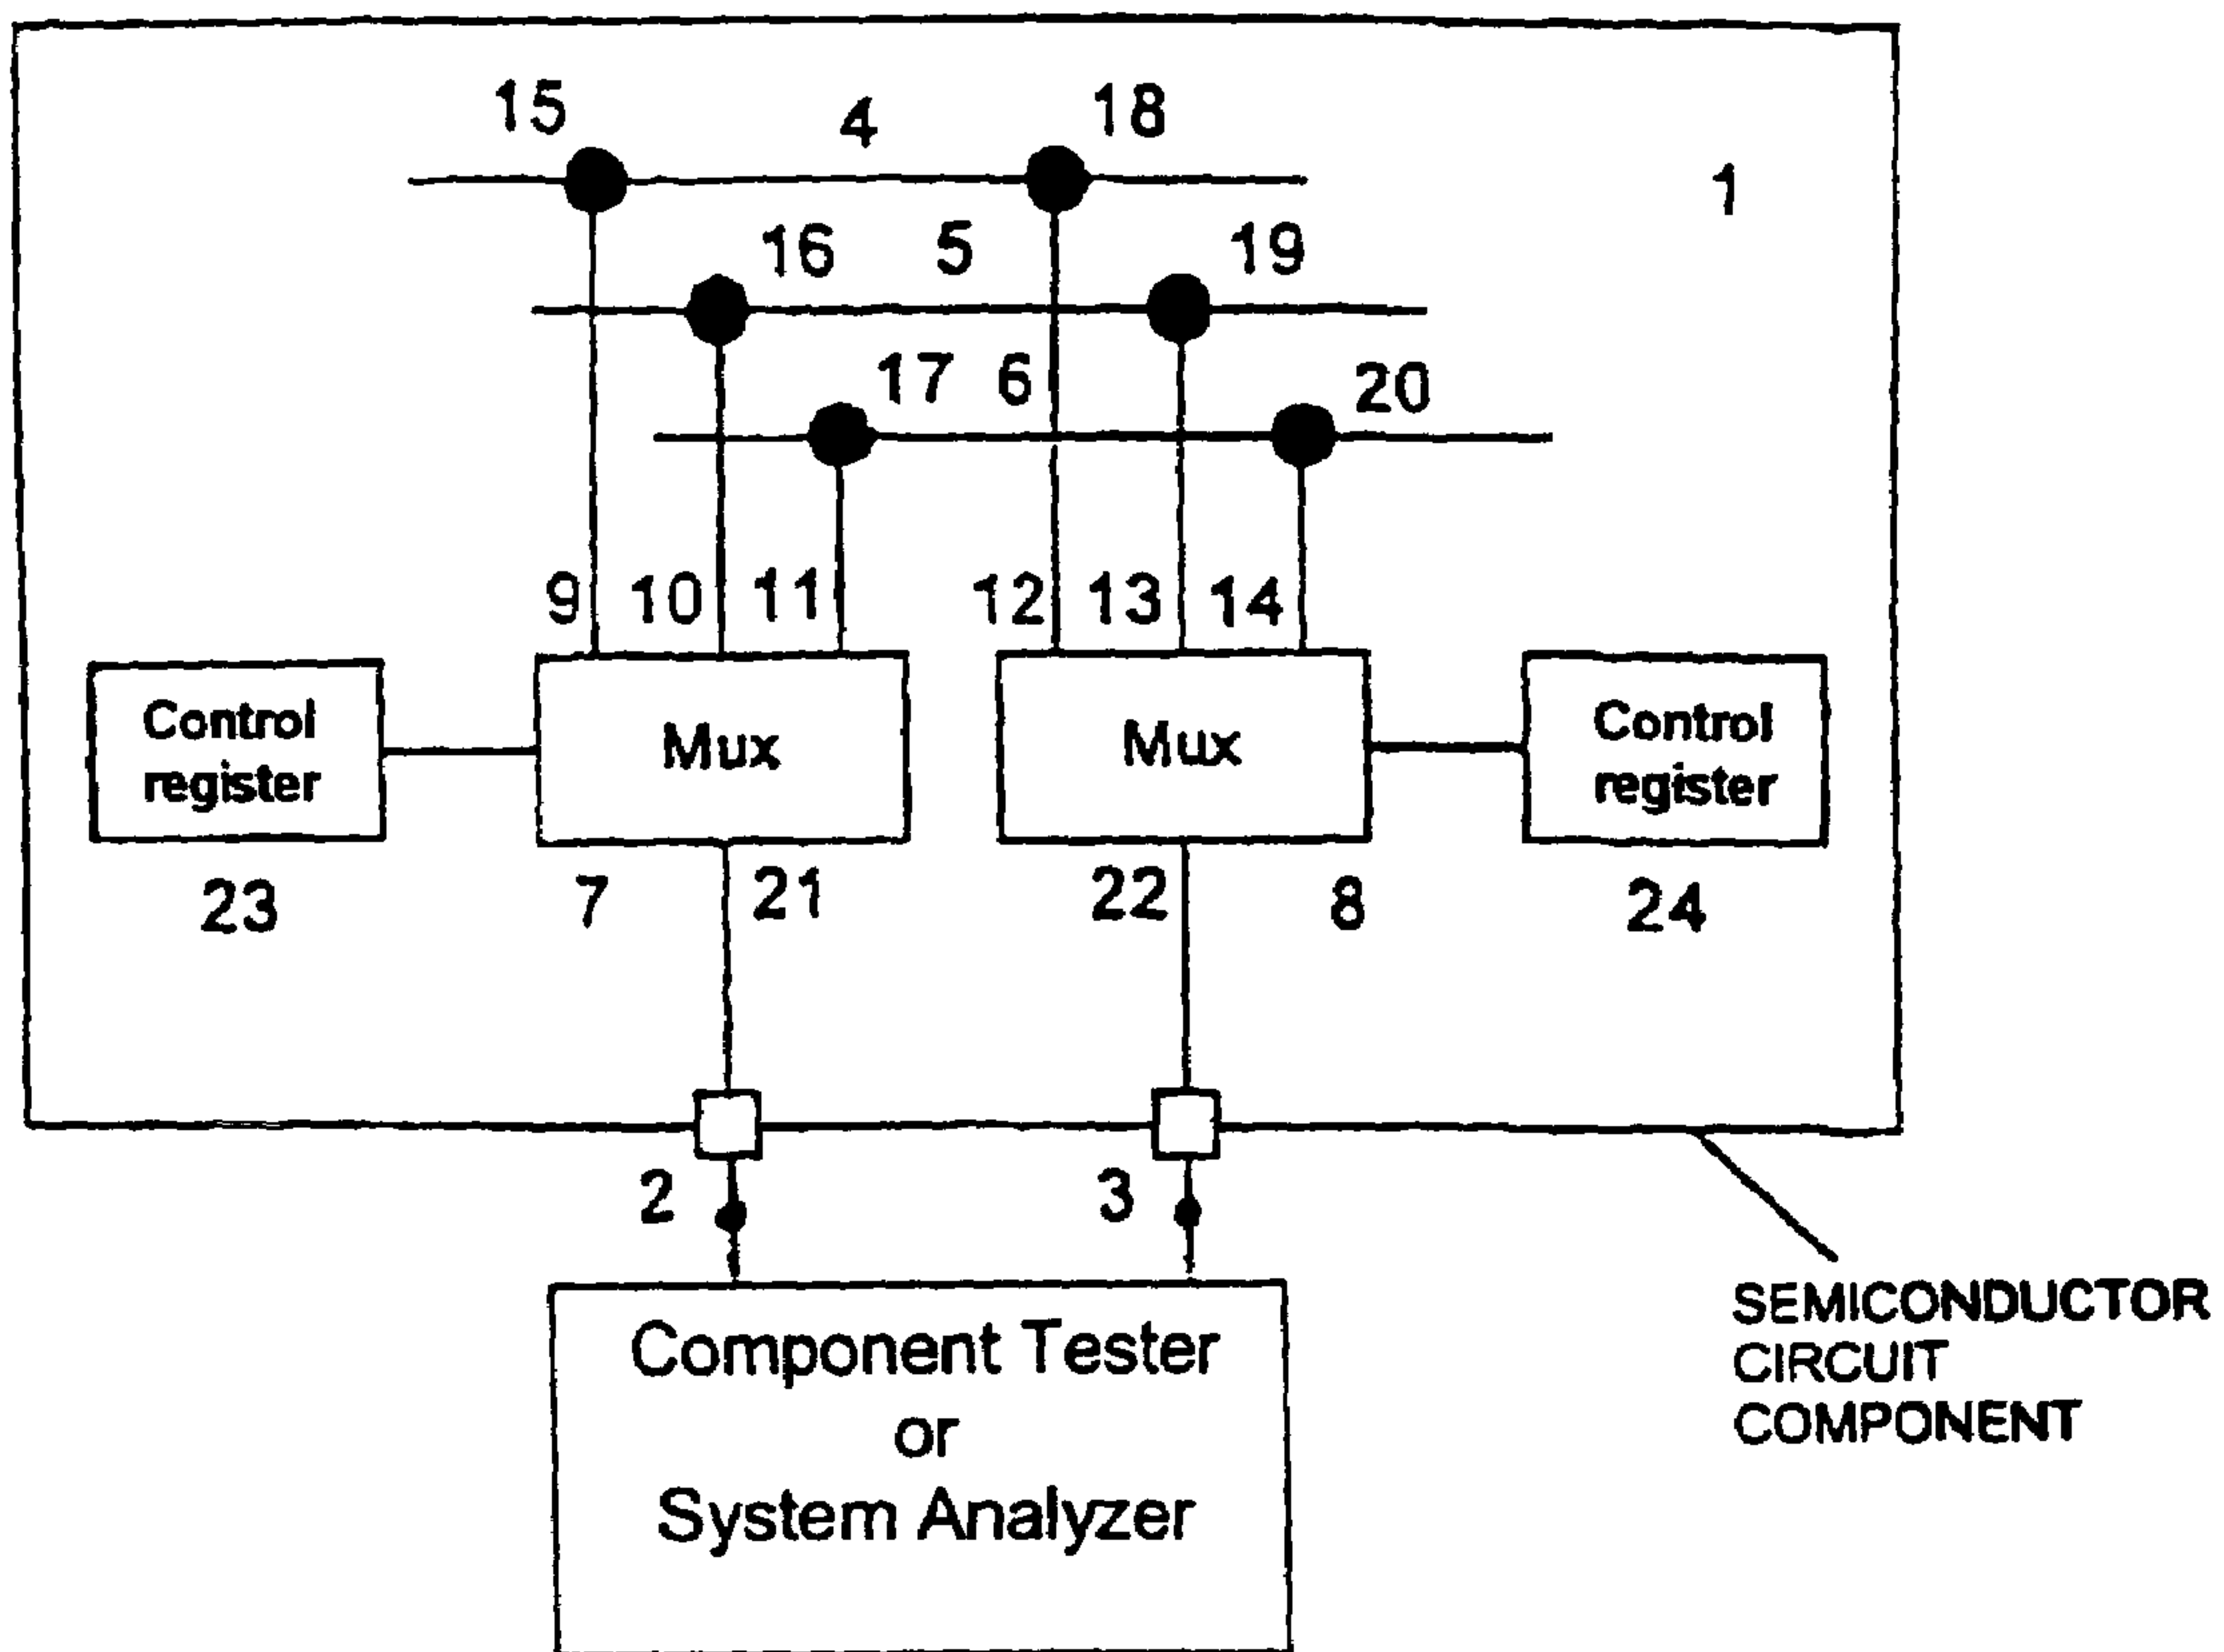 15 4 18
1
16 5 19
17 6 20
9 10 11 12 13 14
Control
register
Mux
Mux
Control
register
23 7 21 22 8 24
2 3
Component Tester
or
System Analyzer
SEMICONDUCTOR
CIRCUIT
COMPONENT